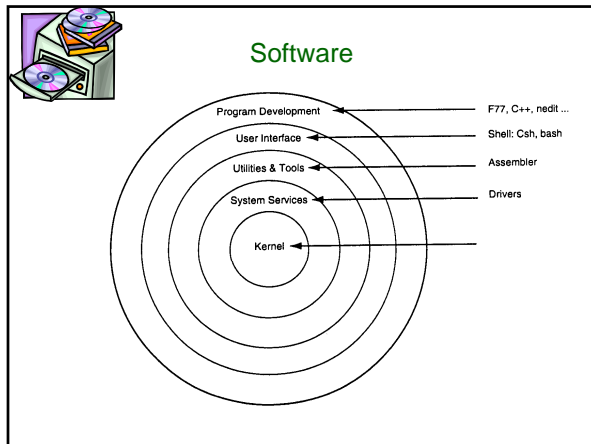 Software
Program Development
F77, C++, nedit ...
User Interface
Shell: Csh, bash
Utilities & Tools
Assembler
System Services
Drivers
Kernel